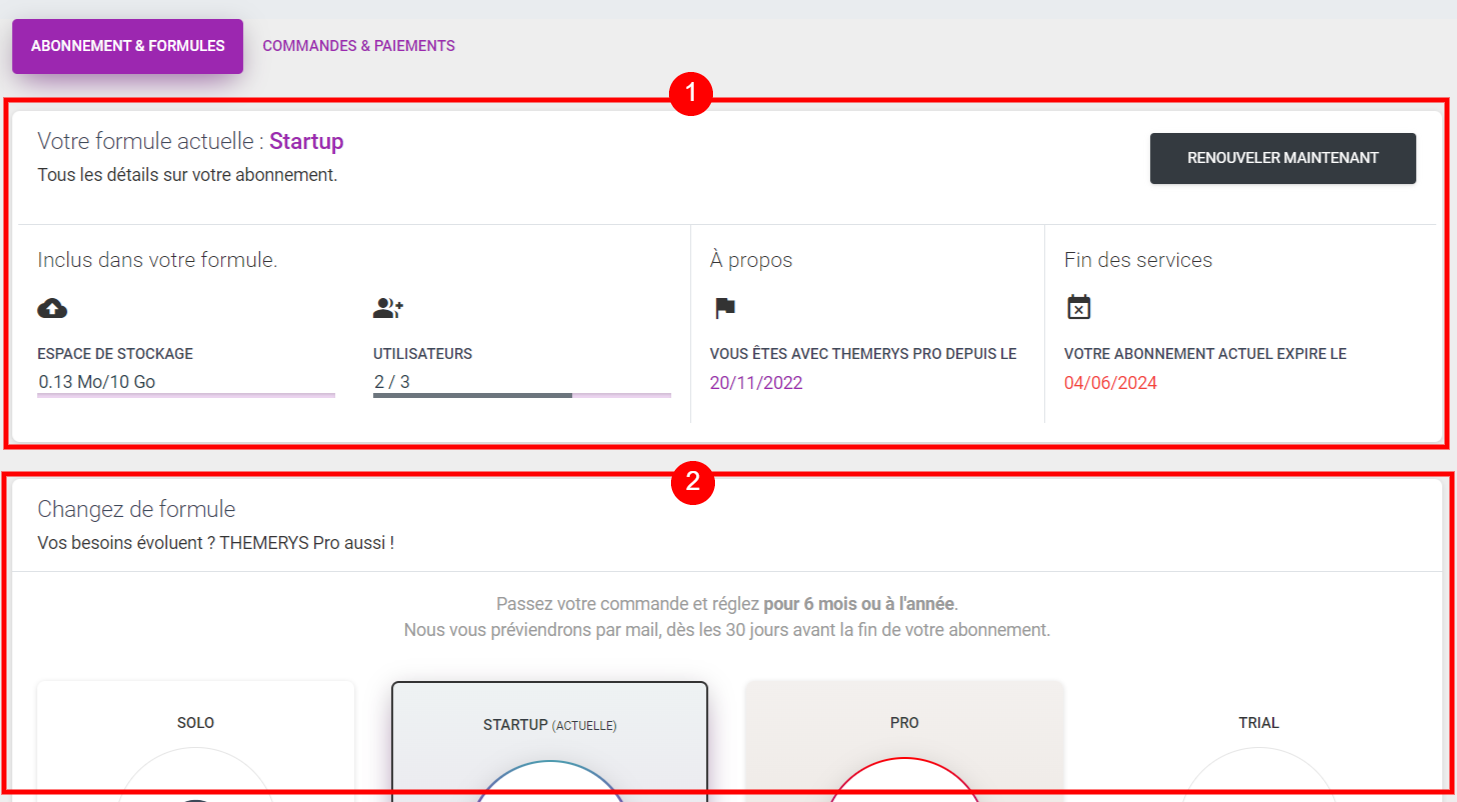 ABONNEMENT & FORMULES COMMANDES & PAIEMENTS
1
Votre formule actuelle : Startup
RENOUVELER MAINTENANT
Tous les détails sur votre abonnement.
Inclus dans votre formule.
À propos
Fin des services
ESPACE DE STOCKAGE
UTILISATEURS
VOUS ÊTES AVEC THEMERYS PRO DEPUIS LE
VOTRE ABONNEMENT ACTUEL EXPIRE LE
0.13 Mo/10 Go
2 / 3
20/11/2022
04/06/2024
2
Changez de formule
Vos besoins évoluent ? THEMERYS Pro aussi !
Passez votre commande et réglez pour 6 mois ou à l'année.
Nous vous préviendrons par mail, dès les 30 jours avant la fin de votre abonnement.
SOLO
STARTUP (ACTUELLE)
PRO
TRIAL